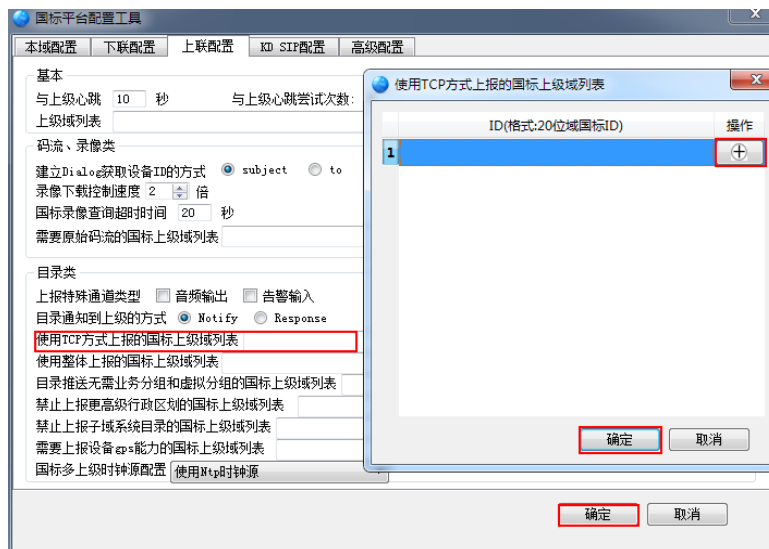 国标平台配置工具
本域配置 下联配置 上联配置 KD SIP配置 高级配置
基本
与上级心跳 10 秒 与上级心跳尝试次数:
上级域列表
码流、录像类
建立Dialog获取设备ID的方式 subject to
录像下载控制速度 2 倍
国标录像查询超时时间 20 秒
需要原始码流的国标上级域列表
目录类
上报特殊通道类型 音频输出 告警输入
目录通知到上级的方式 Notify Response
使用TCP方式上报的国标上级域列表
使用整体上报的国标上级域列表
目录推送无需业务分组和虚拟分组的国标上级域列表
禁止上报更高级行政区划的国标上级域列表
禁止上报子域系统目录的国标上级域列表
需要上报设备gps能力的国标上级域列表
国标多上级时钟源配置 使用Ntp时钟源
确定 取消
使用TCP方式上报的国标上级域列表
ID(格式:20位域国标ID) 操作
1
确定 取消